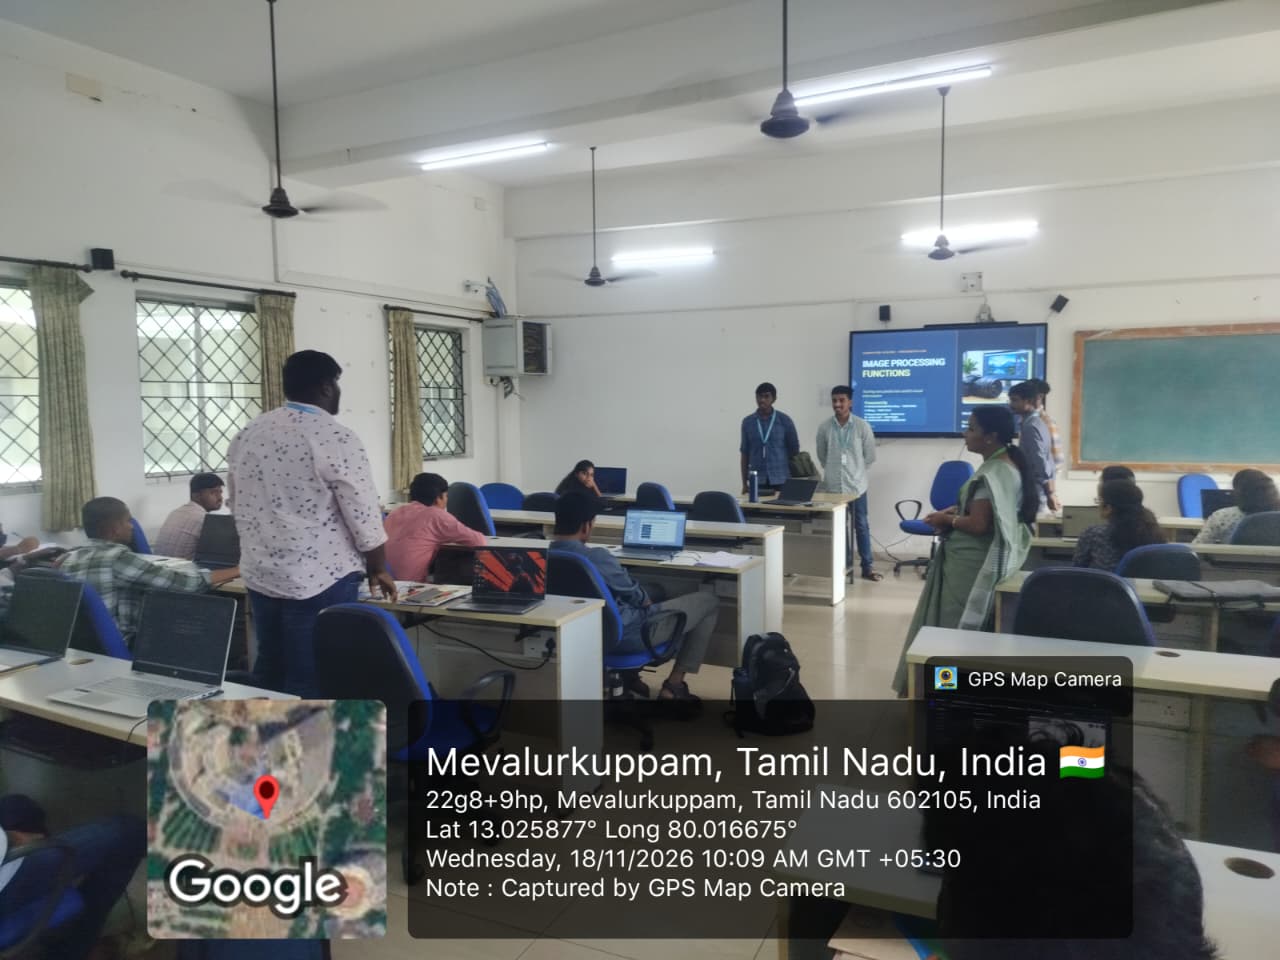 IMAGE PROCESSING
FUNCTIONS
GPS Map Camera
Mevalurkuppam, Tamil Nadu, India
22g8+9hp, Mevalurkuppam, Tamil Nadu 602105, India
Lat 13.025877° Long 80.016675°
Wednesday, 18/11/2026 10:09 AM GMT +05:30
Note : Captured by GPS Map Camera
Google